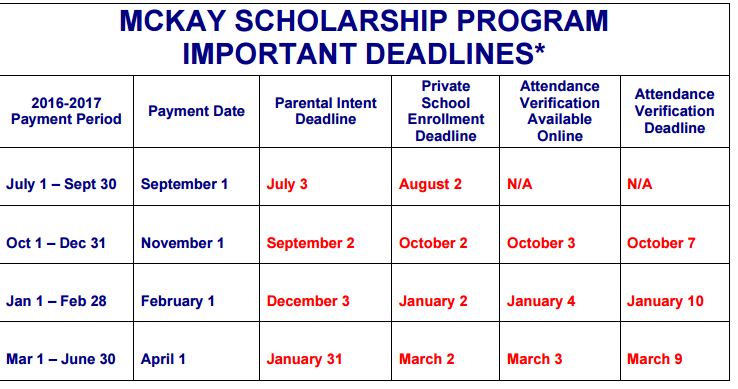 MCKAY SCHOLARSHIP PROGRAM
IMPORTANT DEADLINES*
2016-2017
Payment Period
Payment Date
Parental Intent
Deadline
Private
School
Enrollment
Deadline
Attendance
Verification
Available
Online
Attendance
Verification
Deadline
July 1 – Sept 30 September 1 July 3 August 2 N/A N/A
Oct 1 – Dec 31 November 1 September 2 October 2 October 3 October 7
Jan 1 – Feb 28 February 1 December 3 January 2 January 4 January 10
Mar 1 – June 30 April 1 January 31 March 2 March 3 March 9